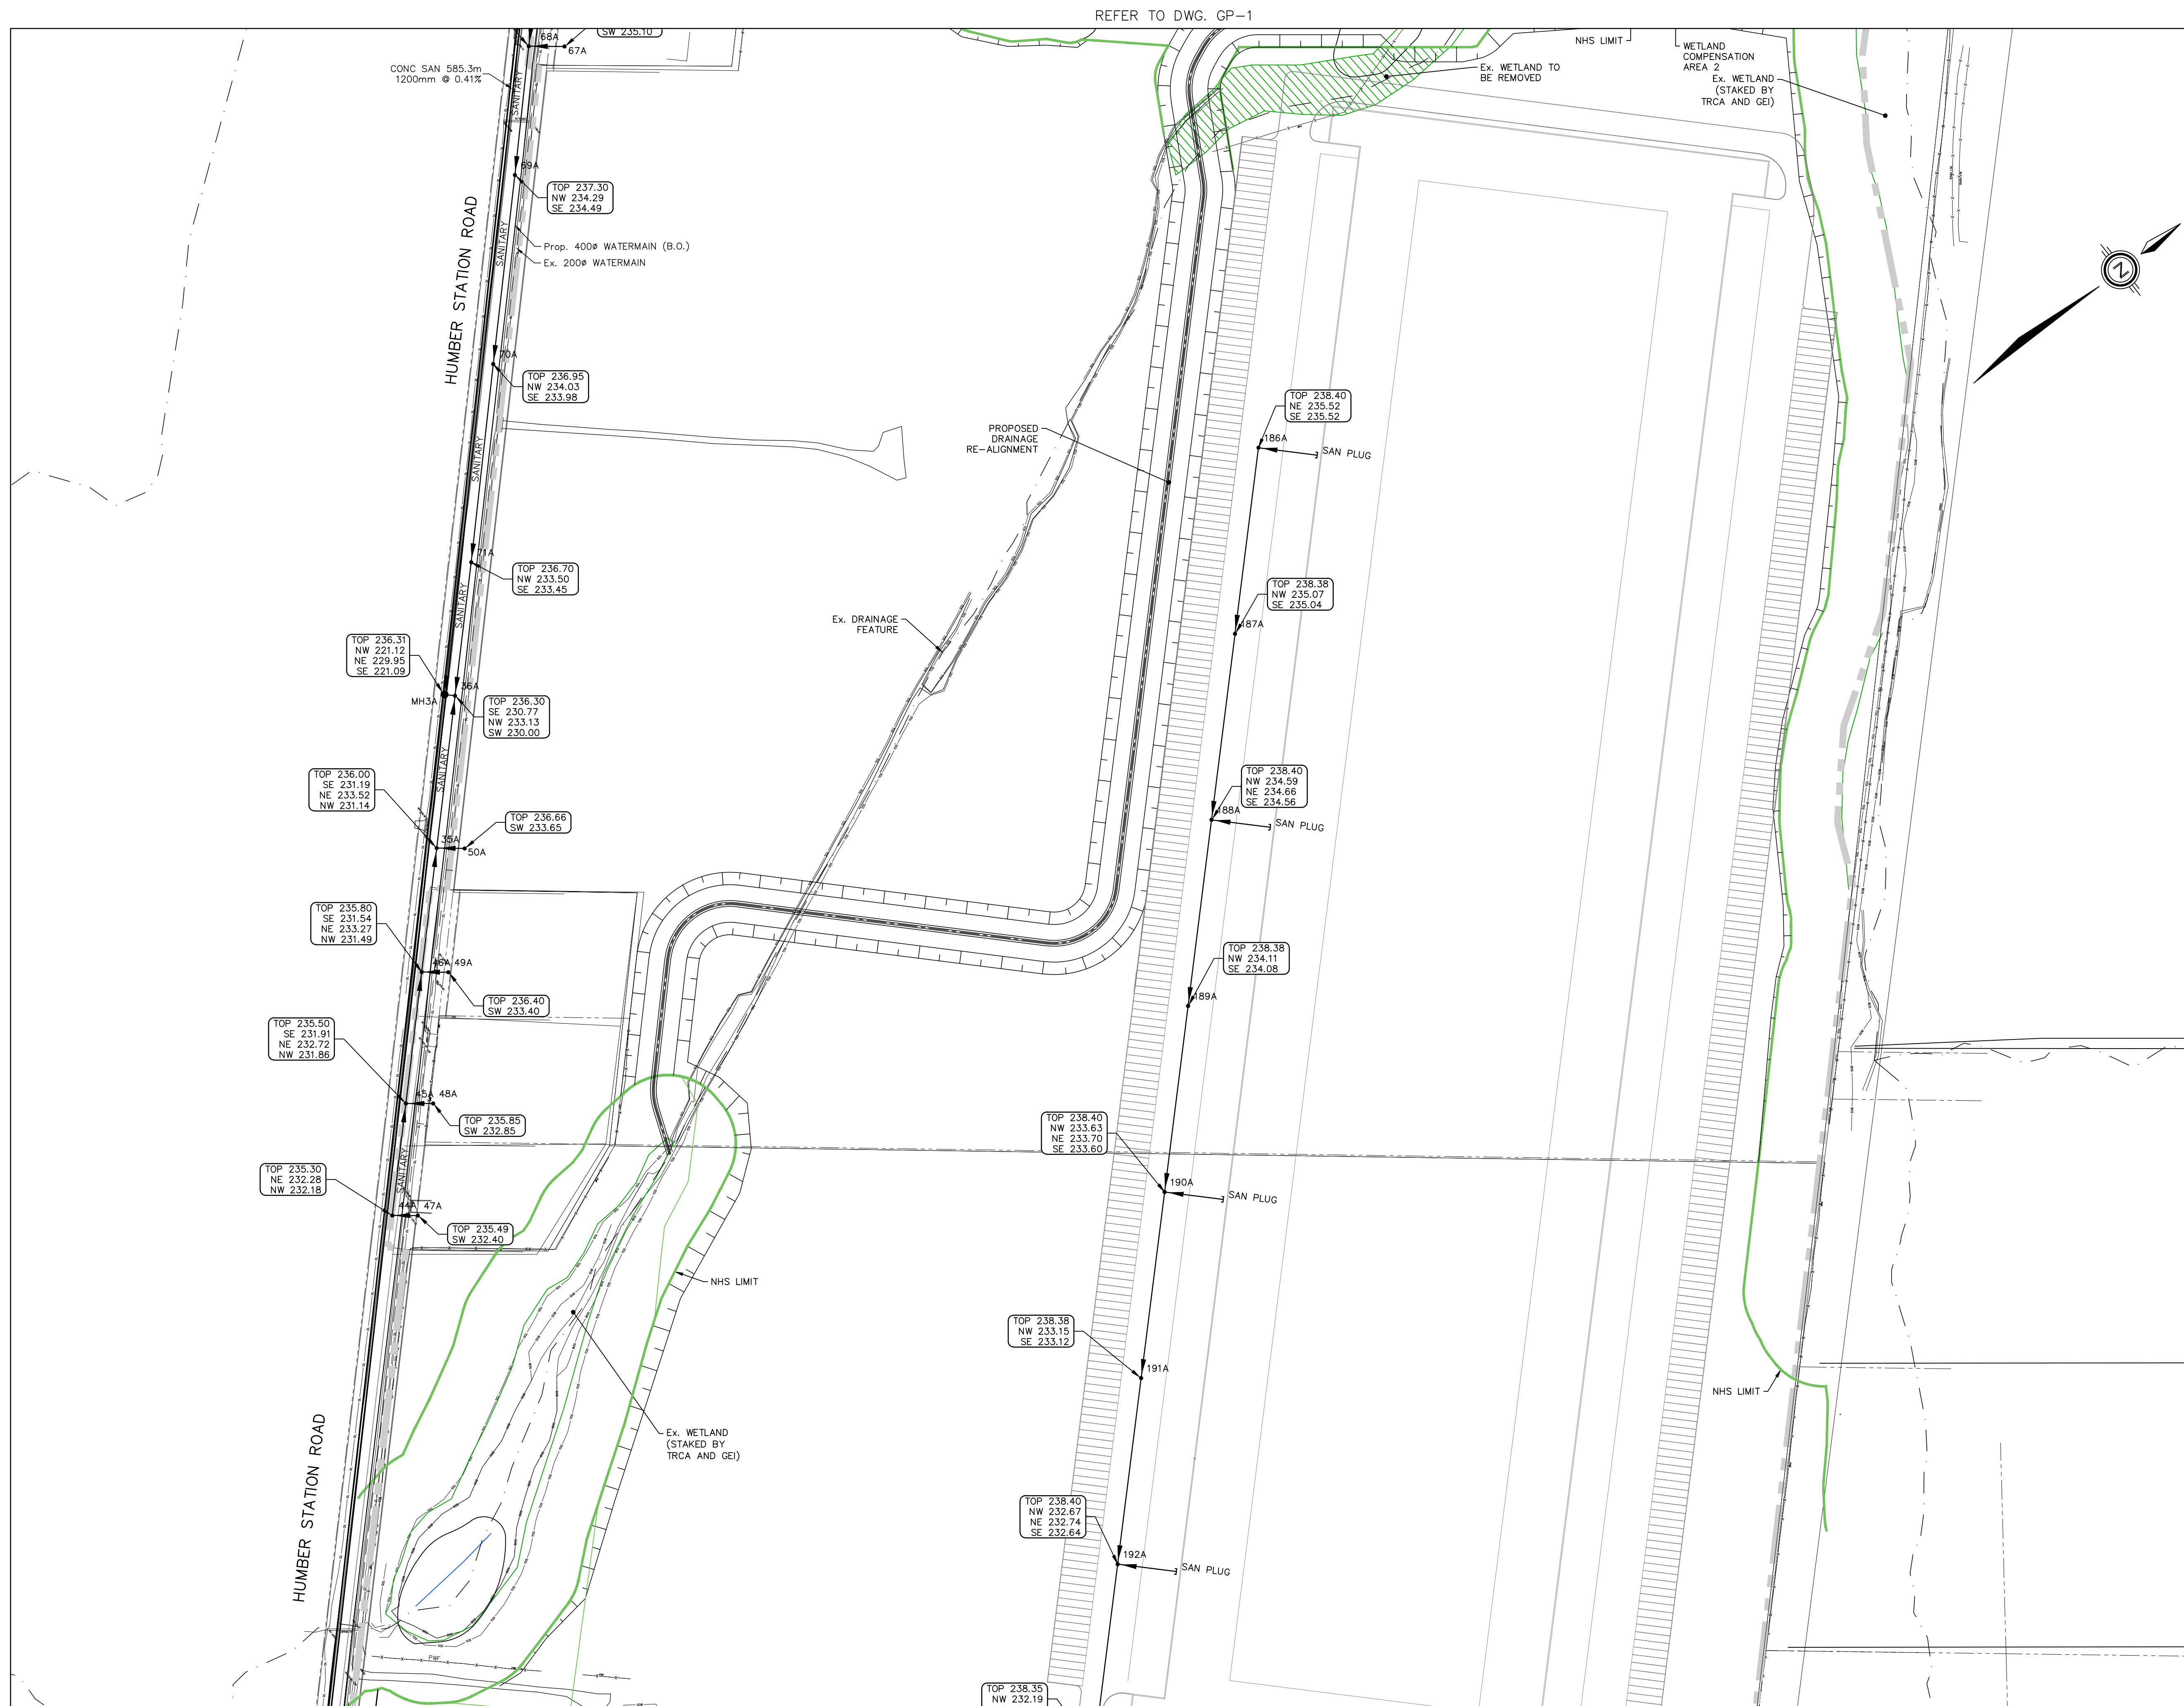 REFER TO DWG. GP-1
SW 235.10
68A
67A
CONC SAN 585.3m
1200mm @ 0.41%
SANITARY
NHS LIMIT
WETLAND
COMPENSATION
AREA 2
Ex. WETLAND
(STAKED BY
TRCA AND GEI)
Ex. WETLAND TO
BE REMOVED
69A
TOP 237.30
NW 234.29
SE 234.49
HUMBER STATION ROAD
SANITARY
Prop. 400ø WATERMAIN (B.O.)
Ex. 200ø WATERMAIN
N
70A
TOP 236.95
NW 234.03
SE 233.98
TOP 238.40
NE 235.52
SE 235.52
PROPOSED
DRAINAGE
RE-ALIGNMENT
186A
SAN PLUG
SANITARY
71A
TOP 236.70
NW 233.50
SE 233.45
TOP 238.38
NW 235.07
SE 235.04
187A
Ex. DRAINAGE
FEATURE
SANITARY
TOP 236.31
NW 221.12
NE 229.95
SE 221.09
MH3A
36A
TOP 236.30
SE 230.77
NW 233.13
SW 230.00
SANITARY
TOP 236.00
SE 231.19
NE 233.52
NW 231.14
TOP 238.40
NW 234.59
NE 234.66
SE 234.56
188A
SAN PLUG
TOP 236.66
SW 233.65
35A
50A
TOP 235.80
SE 231.54
NE 233.27
NW 231.49
TOP 238.38
NW 234.11
SE 234.08
46A
49A
TOP 236.40
SW 233.40
189A
TOP 235.50
SE 231.91
NE 232.72
NW 231.86
45A
48A
TOP 235.85
SW 232.85
TOP 238.40
NW 233.63
NE 233.70
SE 233.60
SANITARY
TOP 235.30
NE 232.28
NW 232.18
44A
47A
TOP 235.49
SW 232.40
190A
SAN PLUG
NHS LIMIT
TOP 238.38
NW 233.15
SE 233.12
191A
NHS LIMIT
HUMBER STATION ROAD
Ex. WETLAND
(STAKED BY
TRCA AND GEI)
TOP 238.40
NW 232.67
NE 232.74
SE 232.64
192A
SAN PLUG
PWF
TOP 238.35
NW 232.19